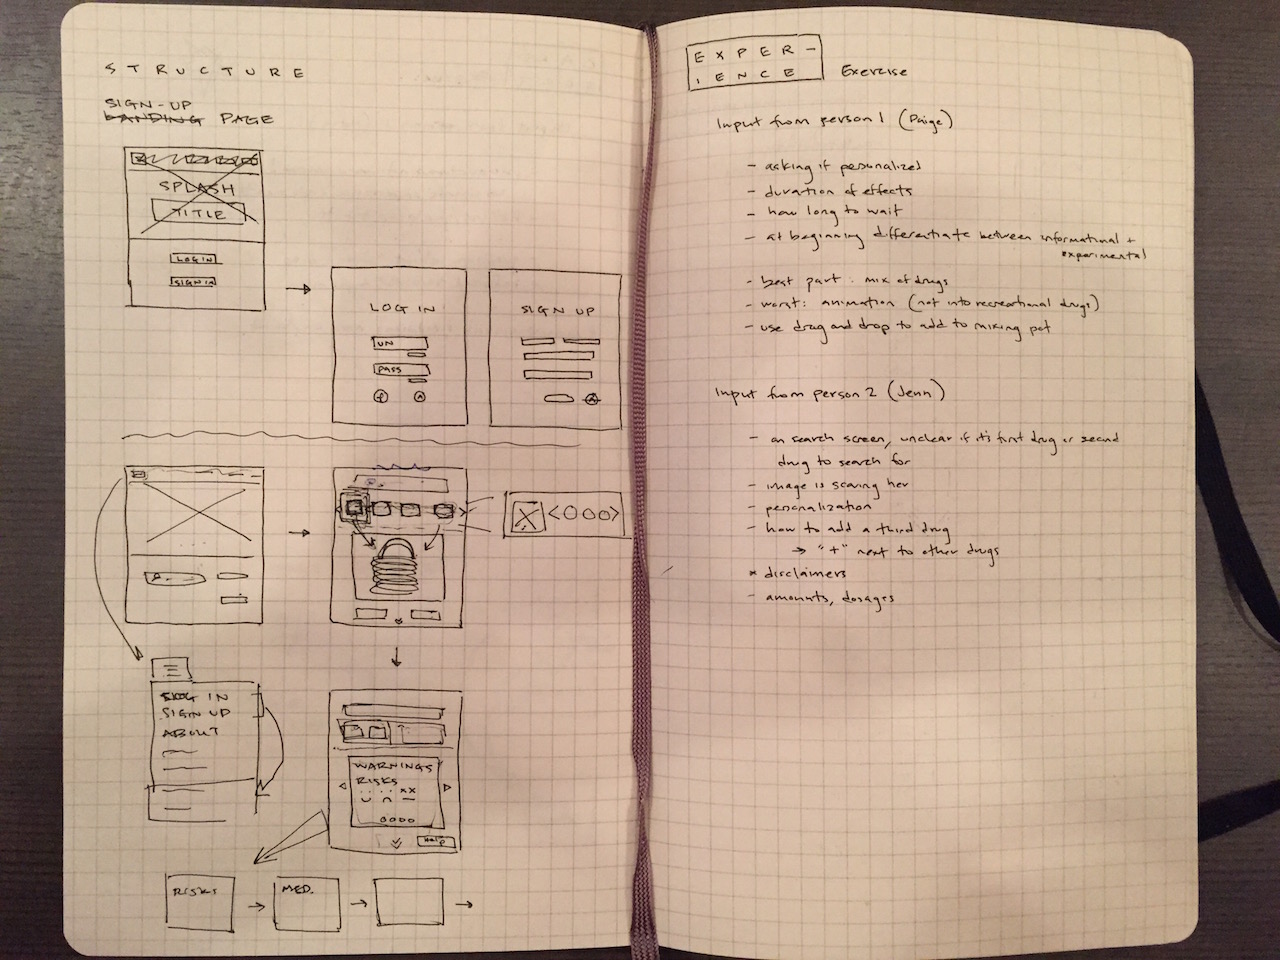 STRUCTURE
SIGN-UP
LANDING PAGE
SPLASH
TITLE
LOG IN
SIGN IN
LOG IN
UN
PASS
SIGN UP
LOG IN
SIGN UP
ABOUT
WARNINGS
RISKS
xx
Help
RISKS
MED.
EXPER-
IENCE
Exercise
Input from person 1 (Paige)
- asking if personalized
- duration of effects
- how long to wait
- at beginning differentiate between informational +
experimental
- best part: mix of drugs
- worst: animation (not into recreational drugs)
- use drag and drop to add to mixing pot
Input from person 2 (Jenn)
- on search screen, unclear if it's first drug or second
drug to search for
- image is scaring her
- personalization
- how to add a third drug
→ "+" next to other drugs
* disclaimers
- amounts, dosages